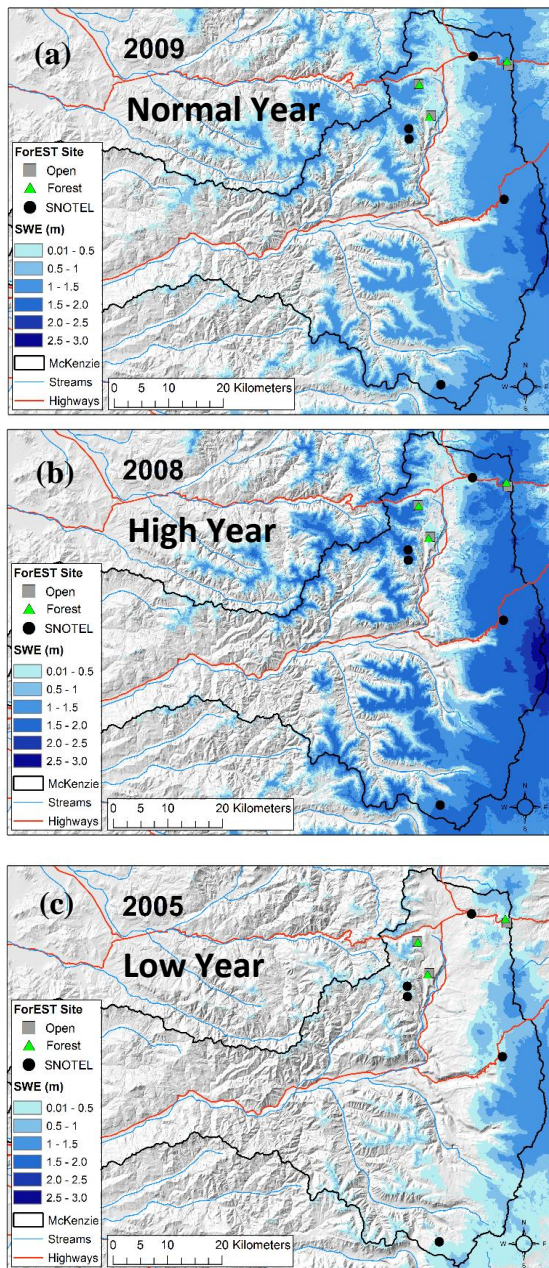 (a)
2009
Normal Year
ForEST Site
Open
Forest
SNOTEL
SWE (m)
0.01 - 0.5
0.5 - 1
1 - 1.5
1.5 - 2.0
2.0 - 2.5
2.5 - 3.0
McKenzie
Streams
Highways
0 5 10 20 Kilometers
N
W E
S
(b)
2008
High Year
ForEST Site
Open
Forest
SNOTEL
SWE (m)
0.01 - 0.5
0.5 - 1
1 - 1.5
1.5 - 2.0
2.0 - 2.5
2.5 - 3.0
McKenzie
Streams
Highways
0 5 10 20 Kilometers
N
W E
S
(c)
2005
Low Year
ForEST Site
Open
Forest
SNOTEL
SWE (m)
0.01 - 0.5
0.5 - 1
1 - 1.5
1.5 - 2.0
2.0 - 2.5
2.5 - 3.0
McKenzie
Streams
Highways
0 5 10 20 Kilometers
N
W E
S